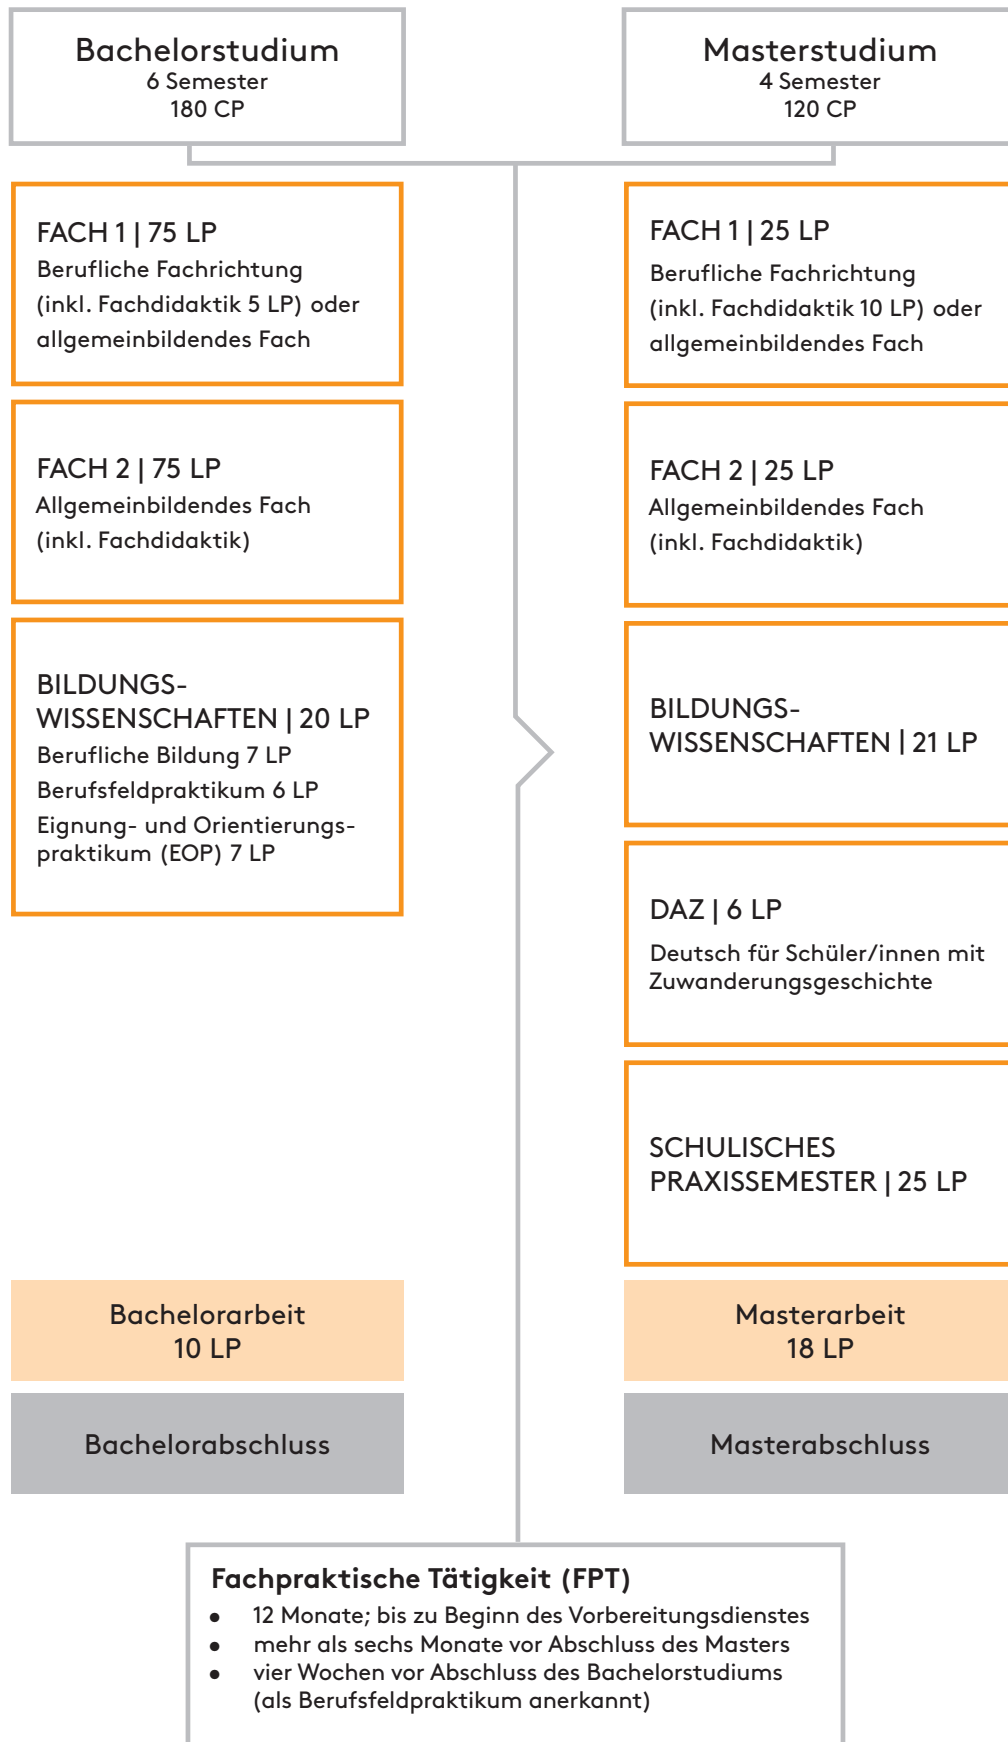 Bachelorstudium
6 Semester
180 CP
Masterstudium
4 Semester
120 CP
FACH 1 | 75 LP
Berufliche Fachrichtung
(inkl. Fachdidaktik 5 LP) oder
allgemeinbildendes Fach
FACH 2 | 75 LP
Allgemeinbildendes Fach
(inkl. Fachdidaktik)
BILDUNGS-
WISSENSCHAFTEN | 20 LP
Berufliche Bildung 7 LP
Berufsfeldpraktikum 6 LP
Eignung- und Orientierungs-
praktikum (EOP) 7 LP
Bachelorarbeit
10 LP
Bachelorabschluss
FACH 1 | 25 LP
Berufliche Fachrichtung
(inkl. Fachdidaktik 10 LP) oder
allgemeinbildendes Fach
FACH 2 | 25 LP
Allgemeinbildendes Fach
(inkl. Fachdidaktik)
BILDUNGS-
WISSENSCHAFTEN | 21 LP
DAZ | 6 LP
Deutsch für Schüler/innen mit
Zuwanderungsgeschichte
SCHULISCHES
PRAXISSEMESTER | 25 LP
Masterarbeit
18 LP
Masterabschluss
Fachpraktische Tätigkeit (FPT)
• 12 Monate; bis zu Beginn des Vorbereitungsdienstes
• mehr als sechs Monate vor Abschluss des Masters
• vier Wochen vor Abschluss des Bachelorstudiums
(als Berufsfeldpraktikum anerkannt)